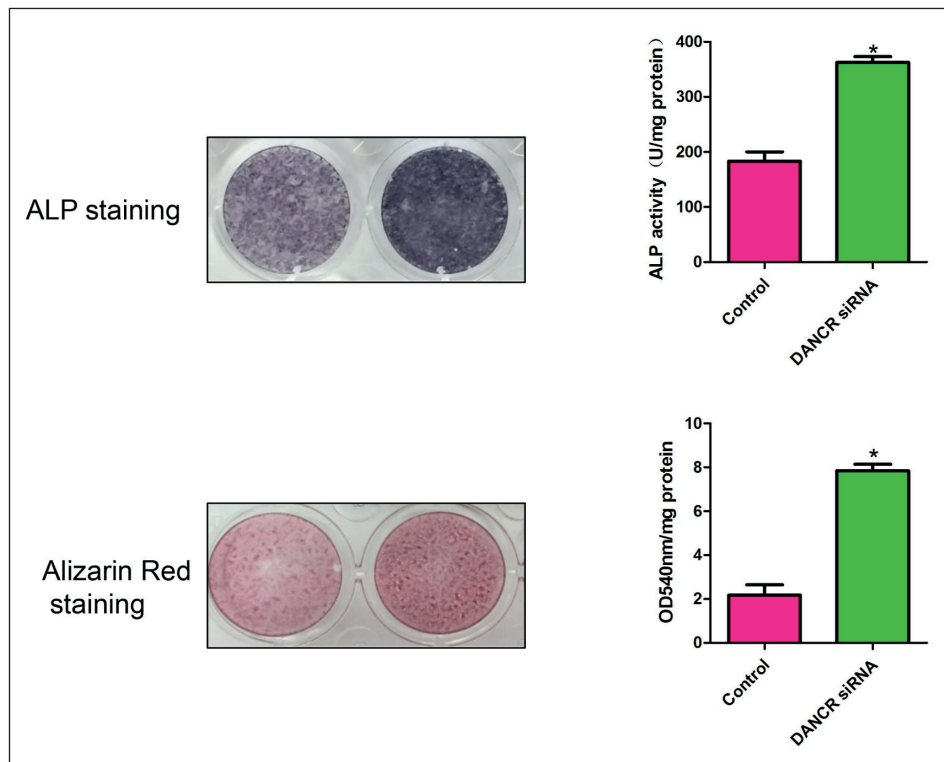 ALP staining
ALP activity（U/mg protein）
400
300
200
100
0
*
Control
DANCR siRNA
Alizarin Red
staining
OD540nm/mg protein
10
8
6
4
2
0
*
Control
DANCR siRNA